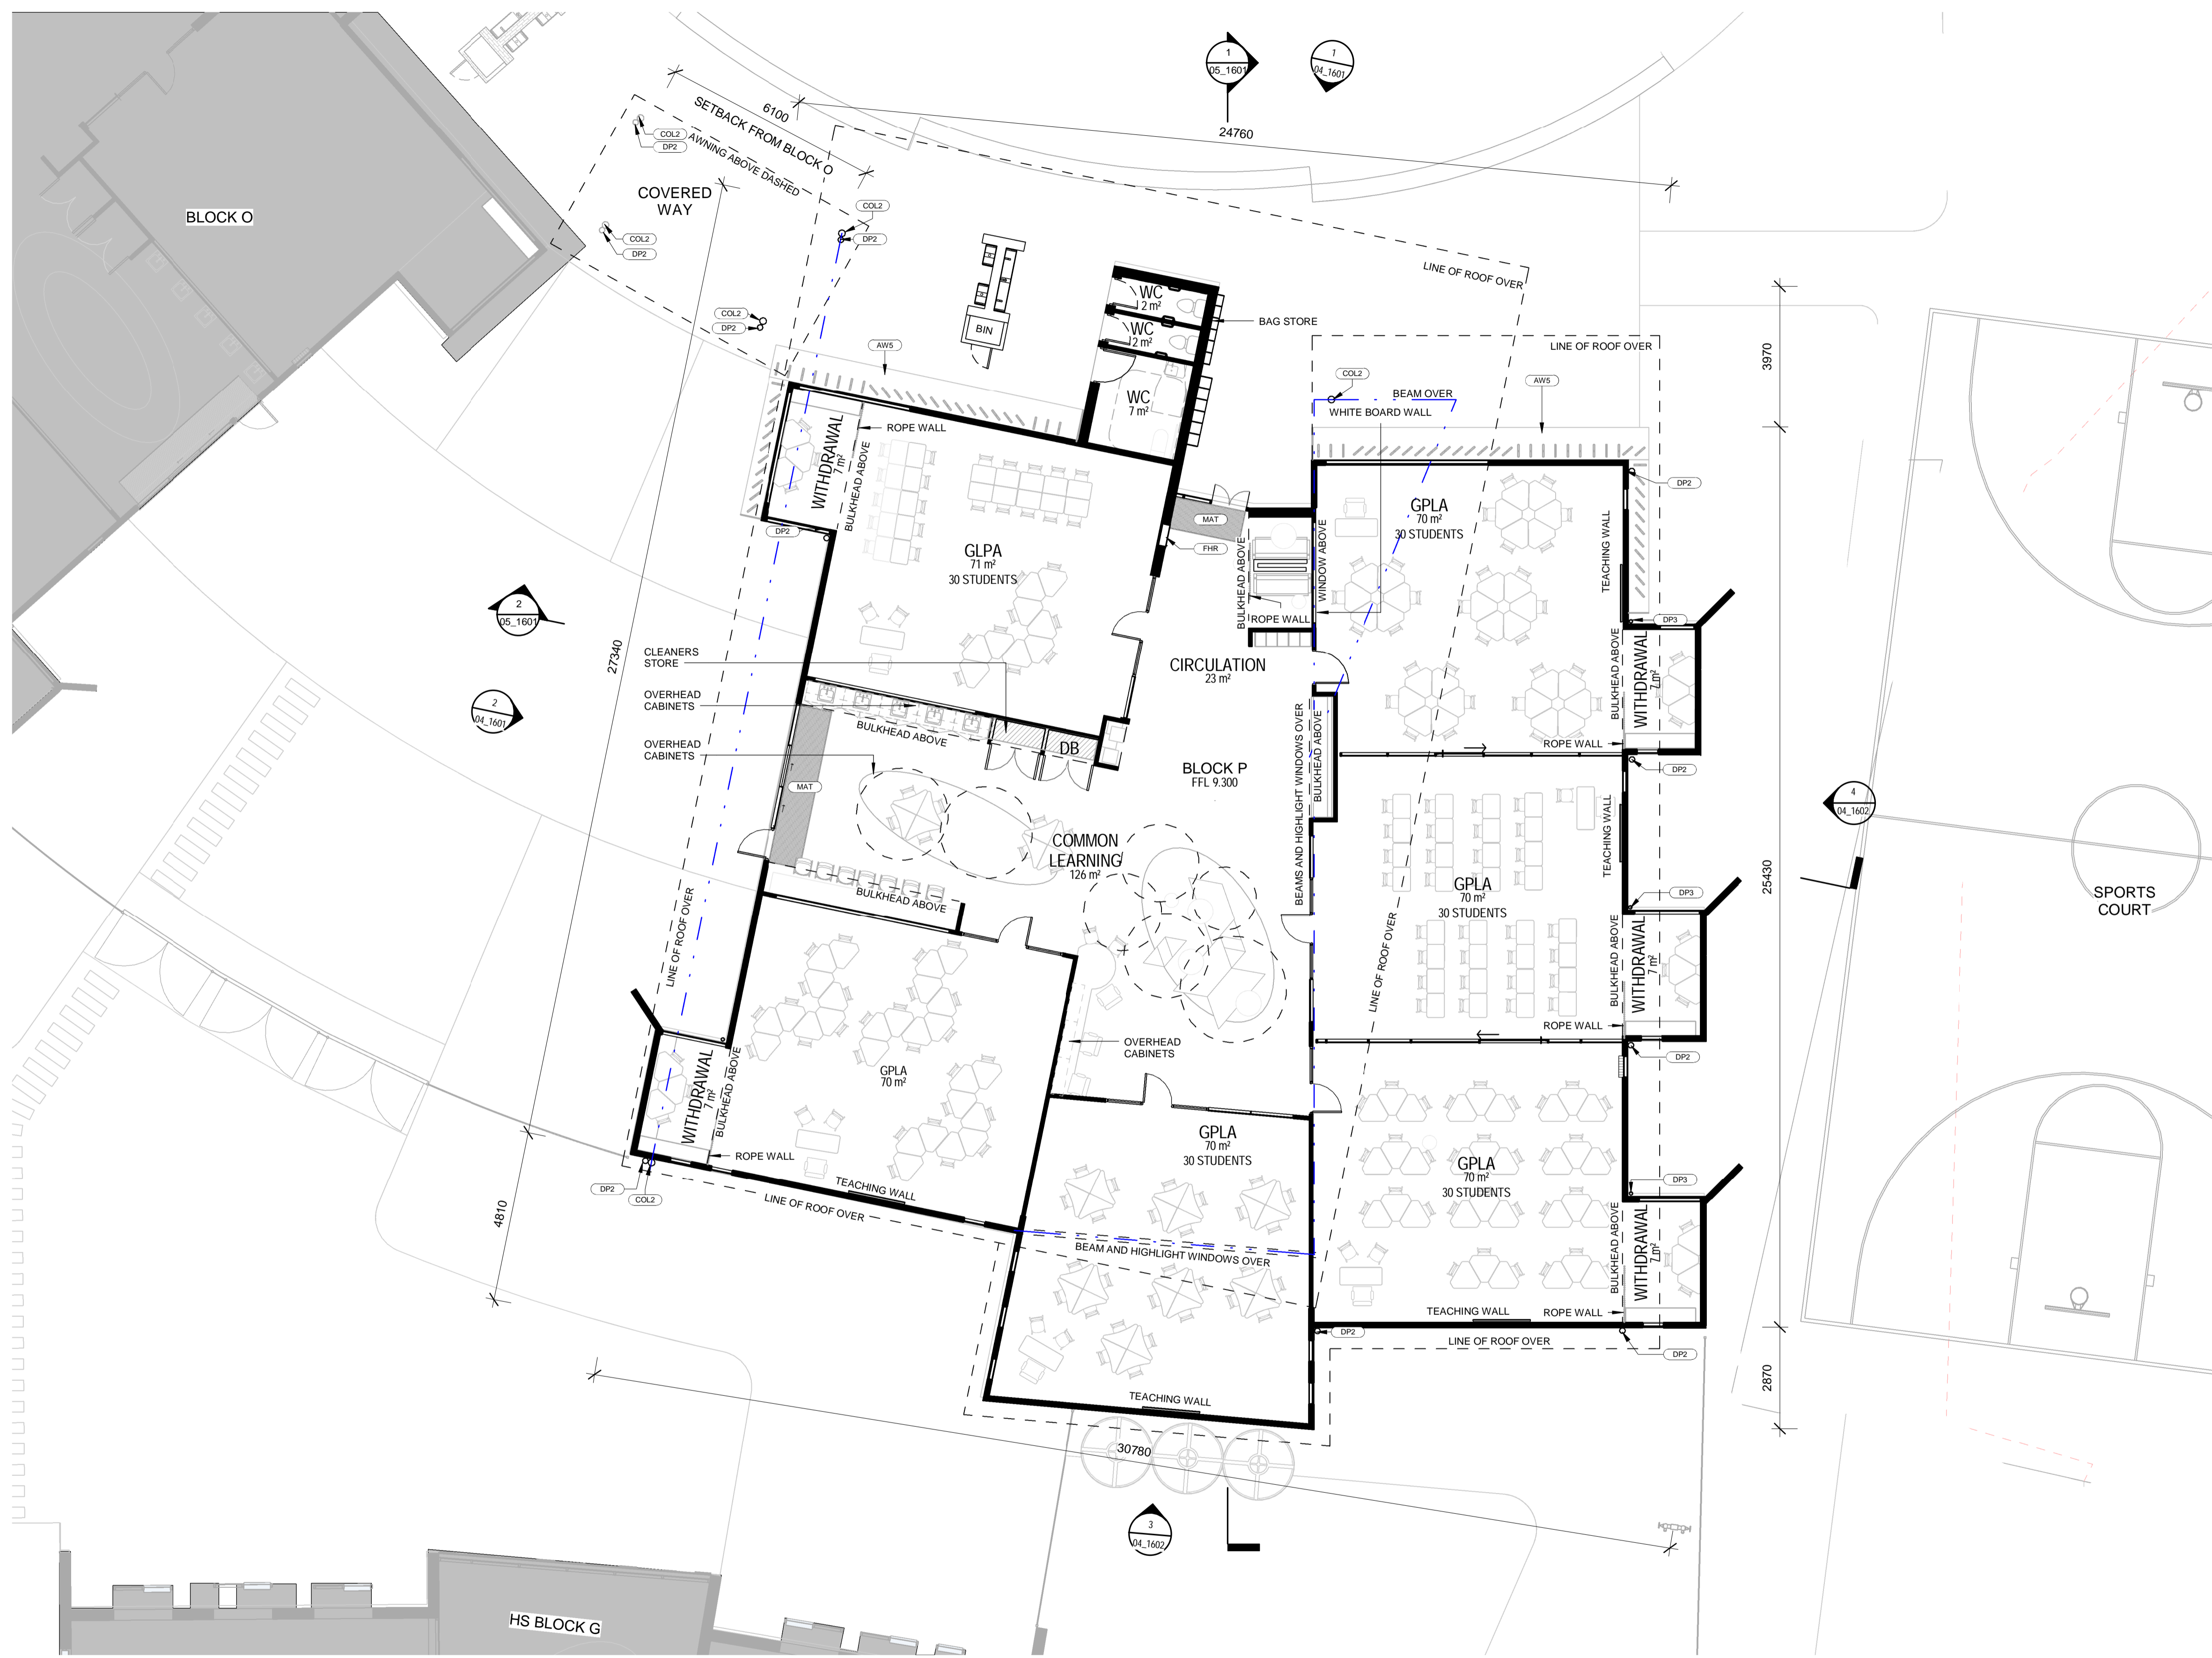 1
05_1601
1
04_1601
6100
SETBACK FROM BLOCK O
24760
COL2
DP2
AWNING ABOVE DASHED
COVERED
WAY
BLOCK O
COL2
DP2
COL2
DP2
LINE OF ROOF OVER
BIN
WC
2 m²
WC
2 m²
WC
7 m²
BAG STORE
COL2
DP2
AW5
LINE OF ROOF OVER
3970
COL2
BEAM OVER
WHITE BOARD WALL
AW5
ROPE WALL
WITHDRAWAL
7 m²
BULKHEAD ABOVE
DP2
GLPA
71 m²
30 STUDENTS
MAT
FHR
BULKHEAD ABOVE
ROPE WALL
WINDOW ABOVE
GPLA
70 m²
30 STUDENTS
TEACHING WALL
DP2
DP3
2
05_1601
27340
CLEANERS
STORE
OVERHEAD
CABINETS
OVERHEAD
CABINETS
BULKHEAD ABOVE
DB
CIRCULATION
23 m²
BULKHEAD ABOVE
WITHDRAWAL
7 m²
ROPE WALL
2
04_1601
BLOCK P
FFL 9.300
BEAMS AND HIGHLIGHT WINDOWS OVER
BULKHEAD ABOVE
DP2
MAT
4
04_1602
COMMON
LEARNING
126 m²
TEACHING WALL
GPLA
70 m²
30 STUDENTS
25430
SPORTS
COURT
BULKHEAD ABOVE
DP3
LINE OF ROOF OVER
LINE OF ROOF OVER
BULKHEAD ABOVE
WITHDRAWAL
7 m²
ROPE WALL
OVERHEAD
CABINETS
DP2
GPLA
70 m²
WITHDRAWAL
7 m²
BULKHEAD ABOVE
ROPE WALL
GPLA
70 m²
30 STUDENTS
GPLA
70 m²
30 STUDENTS
DP3
DP2
COL2
TEACHING WALL
LINE OF ROOF OVER
4810
BEAM AND HIGHLIGHT WINDOWS OVER
BULKHEAD ABOVE
WITHDRAWAL
7 m²
TEACHING WALL
ROPE WALL
DP2
LINE OF ROOF OVER
DP2
2870
TEACHING WALL
30780
3
04_1602
HS BLOCK G